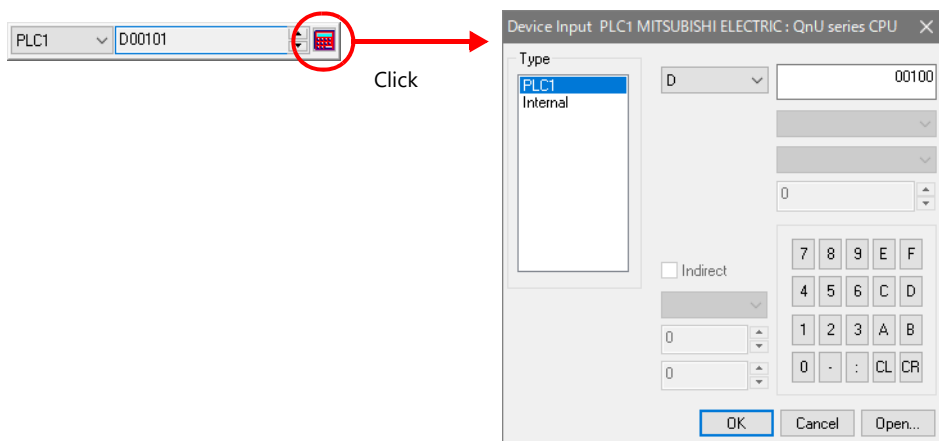 PLC1 D00101
Click
Device Input PLC1 MITSUBISHI ELECTRIC : QnU series CPU
Type
PLC1
Internal
D
00100
0
Indirect
0
0
7 8 9 E F
4 5 6 C D
1 2 3 A B
0 - : CL CR
OK Cancel Open...